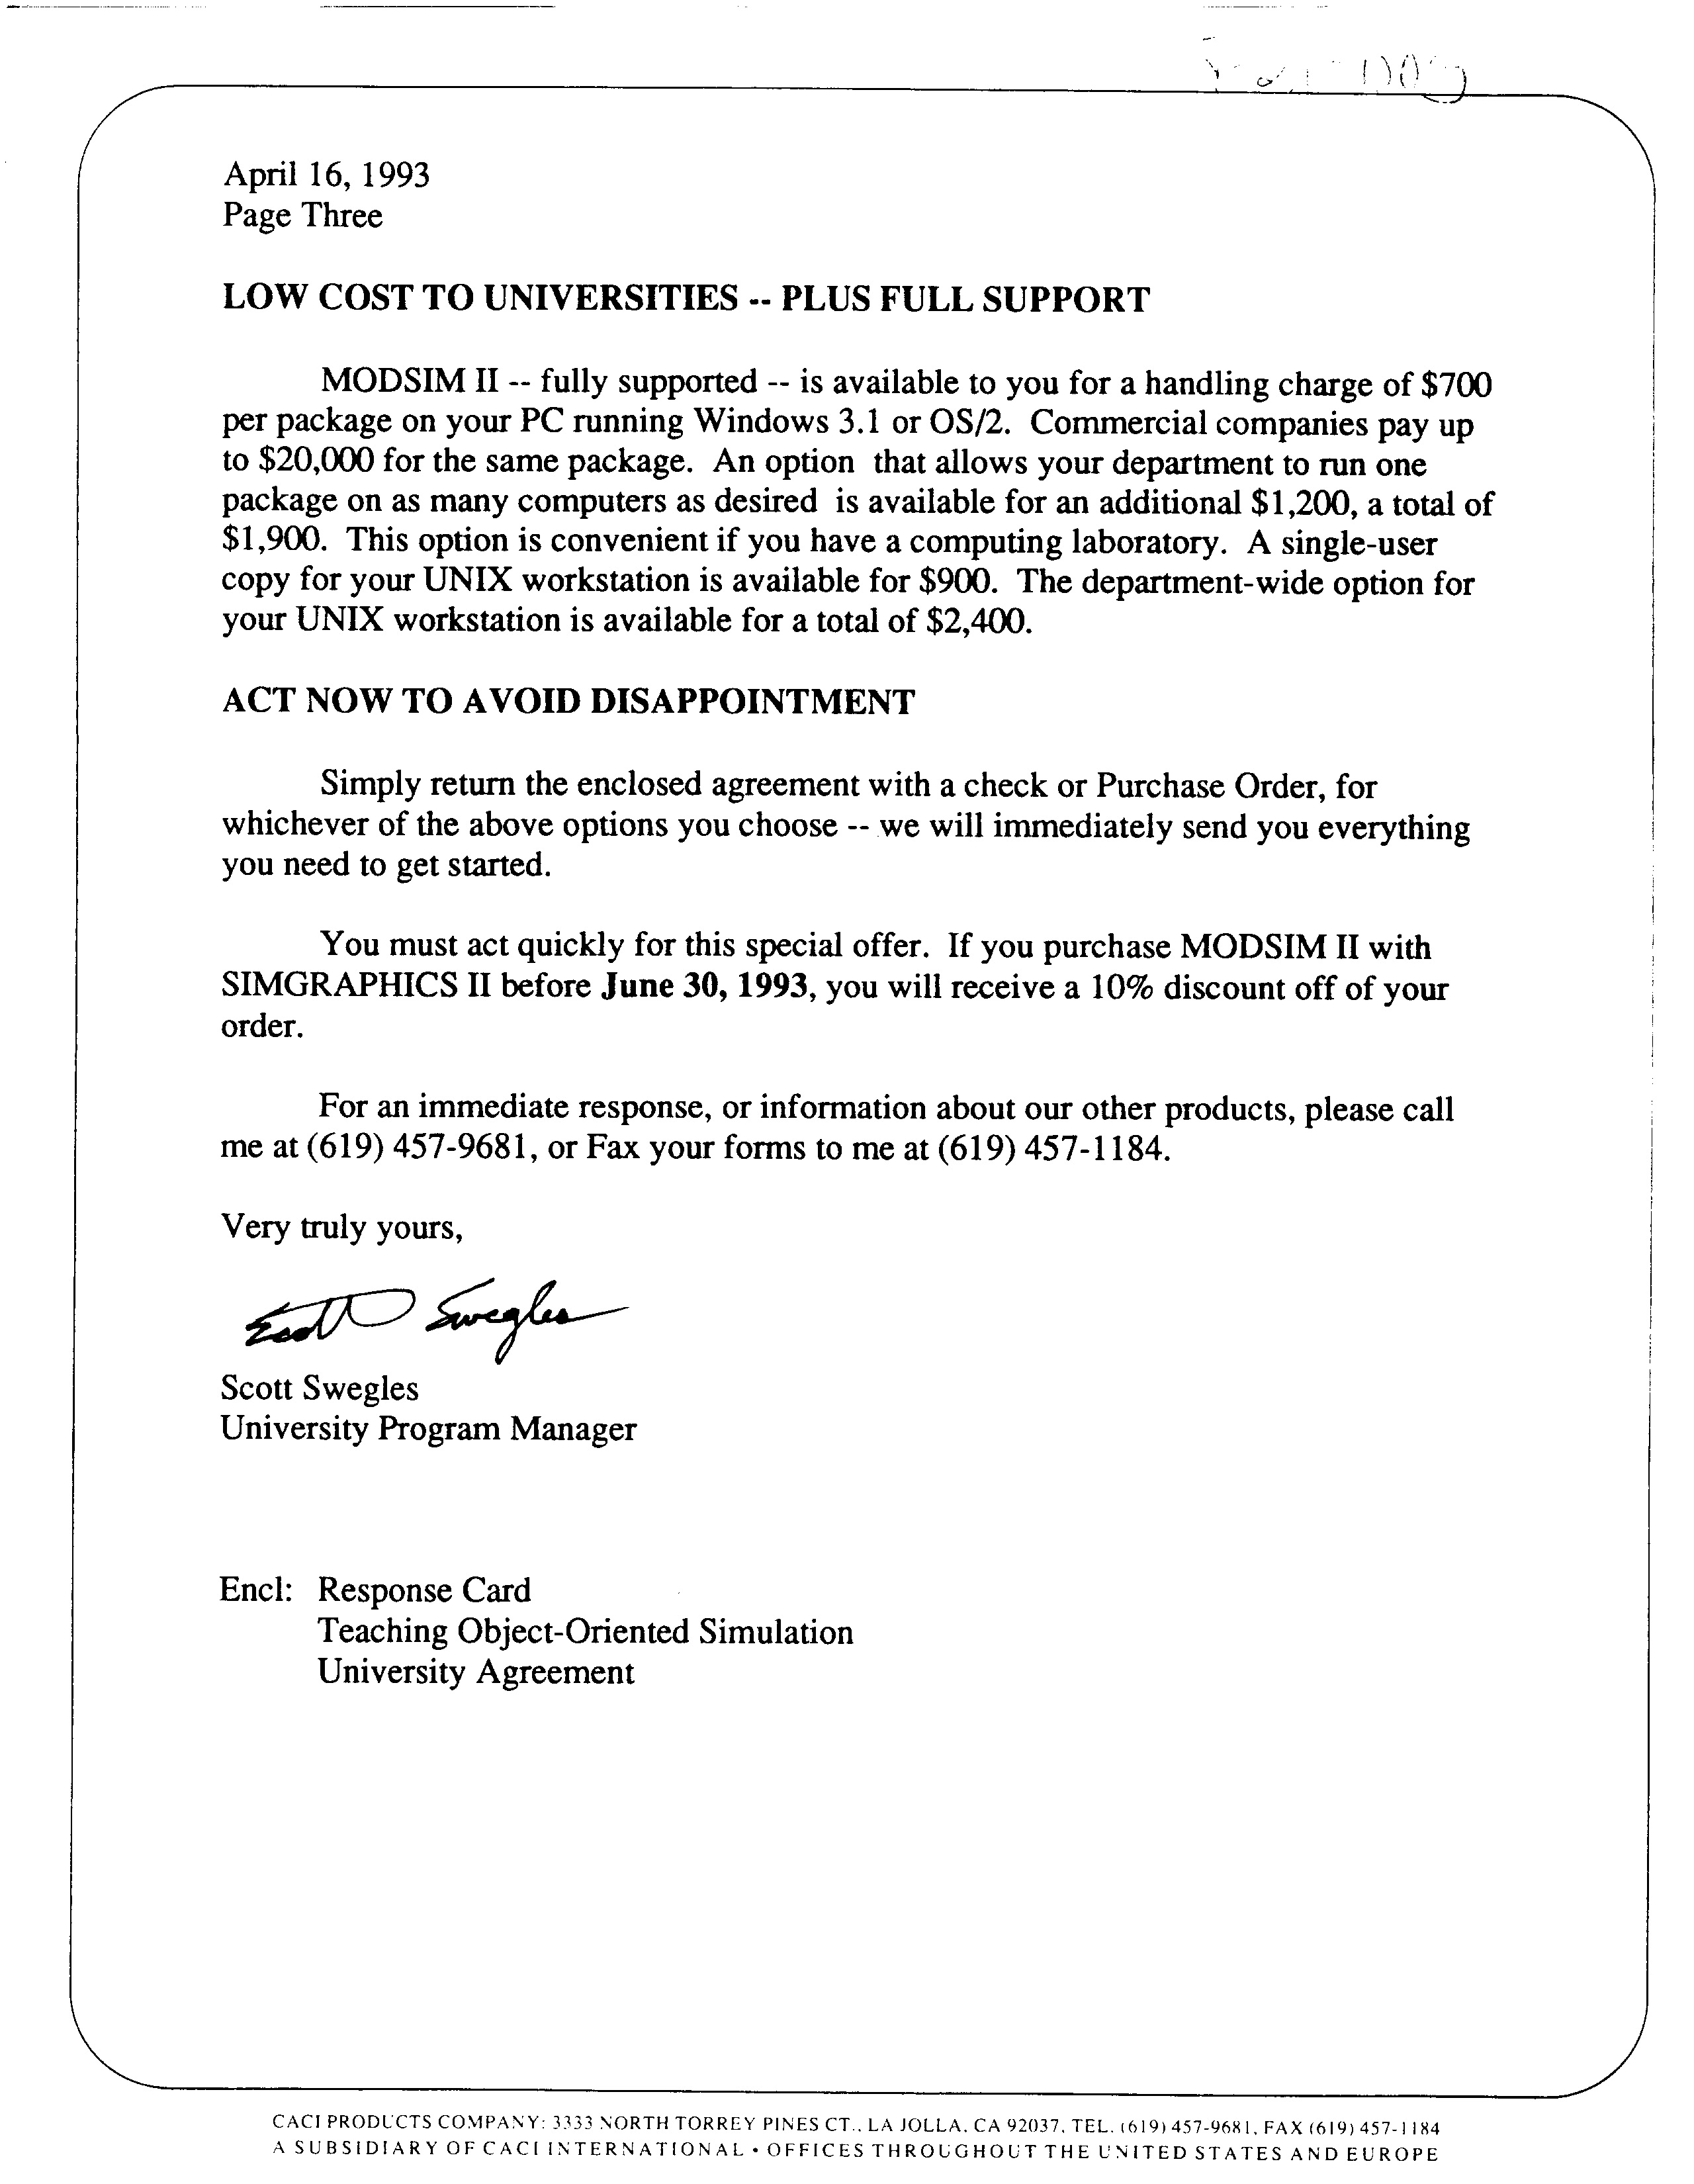 April 16, 1993
Page Three
LOW COST TO UNIVERSITIES -- PLUS FULL SUPPORT
MODSIM II -- fully supported -- is available to you for a handling charge of $700
per package on your PC running Windows 3.1 or OS/2. Commercial companies pay up
to $20,000 for the same package. An option that allows your department to run one
package on as many computers as desired is available for an additional $1,200, a total of
$1,900. This option is convenient if you have a computing laboratory. A single-user
copy for your UNIX workstation is available for $900. The department-wide option for
your UNIX workstation is available for a total of $2,400.
ACT NOW TO AVOID DISAPPOINTMENT
Simply return the enclosed agreement with a check or Purchase Order, for
whichever of the above options you choose -- we will immediately send you everything
you need to get started.
You must act quickly for this special offer. If you purchase MODSIM II with
SIMGRAPHICS II before June 30, 1993, you will receive a 10% discount off of your
order.
For an immediate response, or information about our other products, please call
me at (619) 457-9681, or Fax your forms to me at (619) 457-1184.
Very truly yours,
Scott Swegles
Scott Swegles
University Program Manager
Encl: Response Card
Teaching Object-Oriented Simulation
University Agreement
CACI PRODUCTS COMPANY: 3333 NORTH TORREY PINES CT., LA JOLLA, CA 92037, TEL. (619) 457-9681, FAX (619) 457-1184
A SUBSIDIARY OF CACI INTERNATIONAL • OFFICES THROUGHOUT THE UNITED STATES AND EUROPE